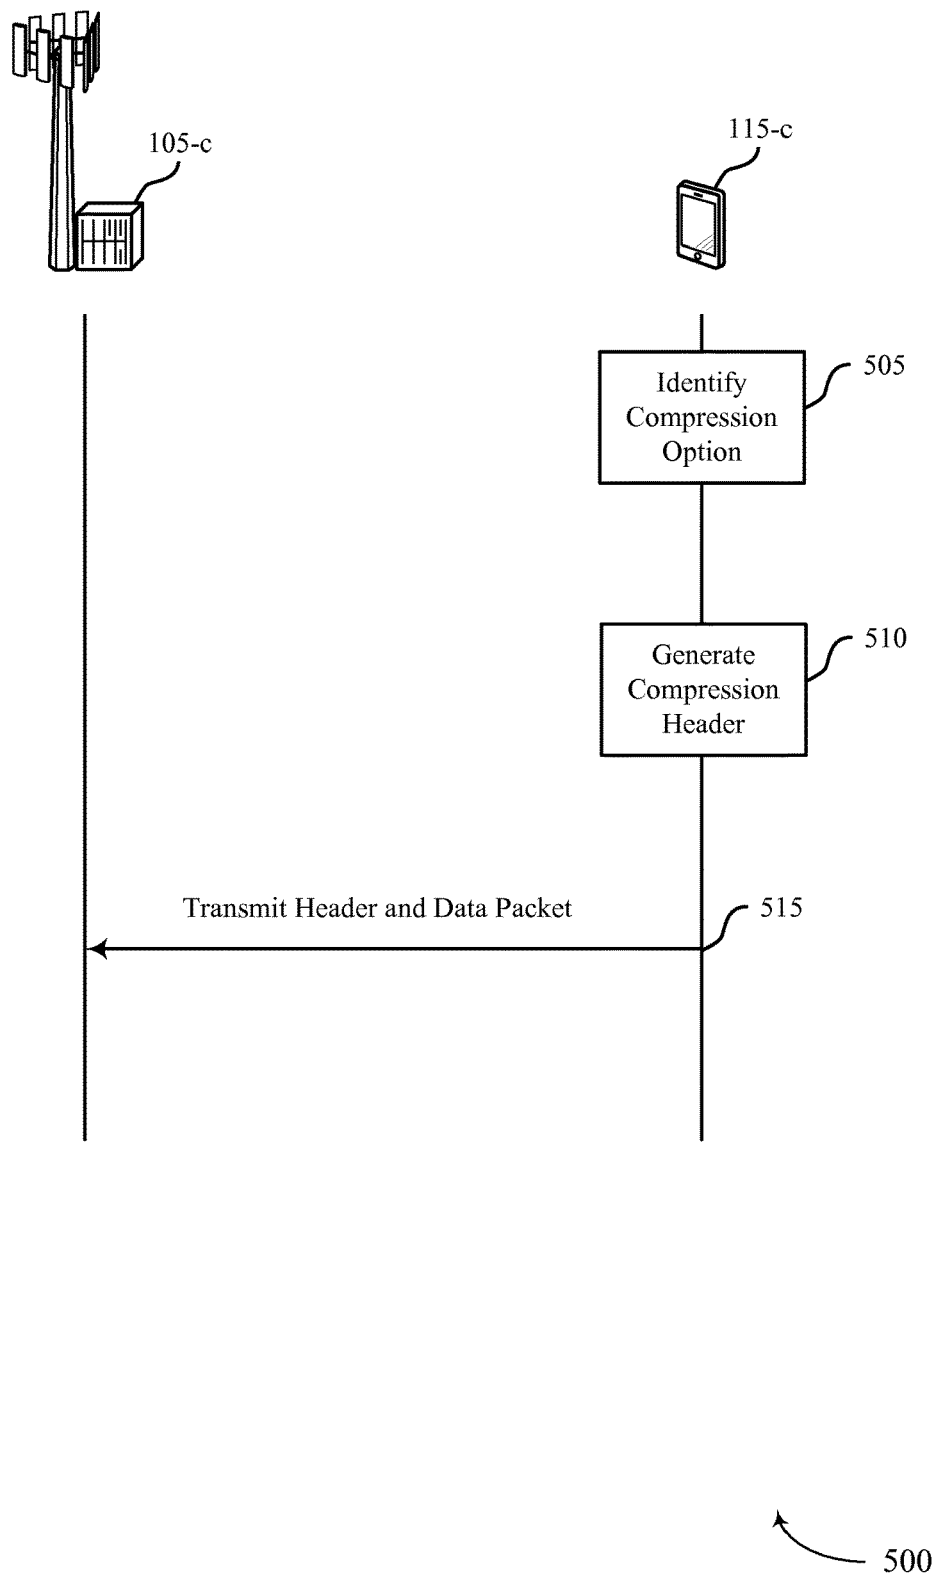 115-c
105-c
505
Identify
Compression
Option
510
Generate
Compression
Header
Transmit Header and Data Packet
515
500